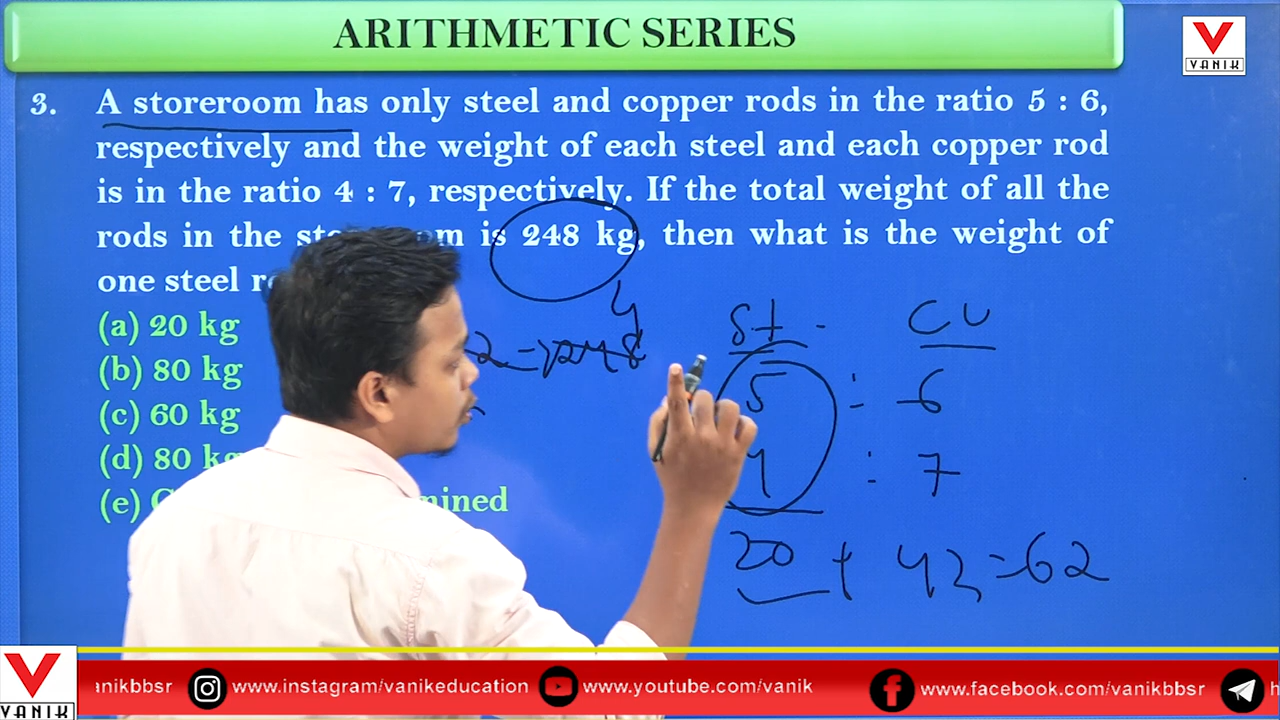 ARITHMETIC SERIES
VANIK
3. A storeroom has only steel and copper rods in the ratio 5 : 6,
respectively and the weight of each steel and each copper rod
is in the ratio 4 : 7, respectively. If the total weight of all the
rods in the is 248 kg, then what is the weight of
one steel
(a) 20 kg
(b) 80 kg
(c) 60 kg
(d) 80
(e)
4
2 = 248
St - Cu
5 : 6
4 : 7
20 + 42 = 62
VANIK
anikbbsr
www.instagram/vanikeducation
www.youtube.com/vanik
www.facebook.com/vanikbbsr